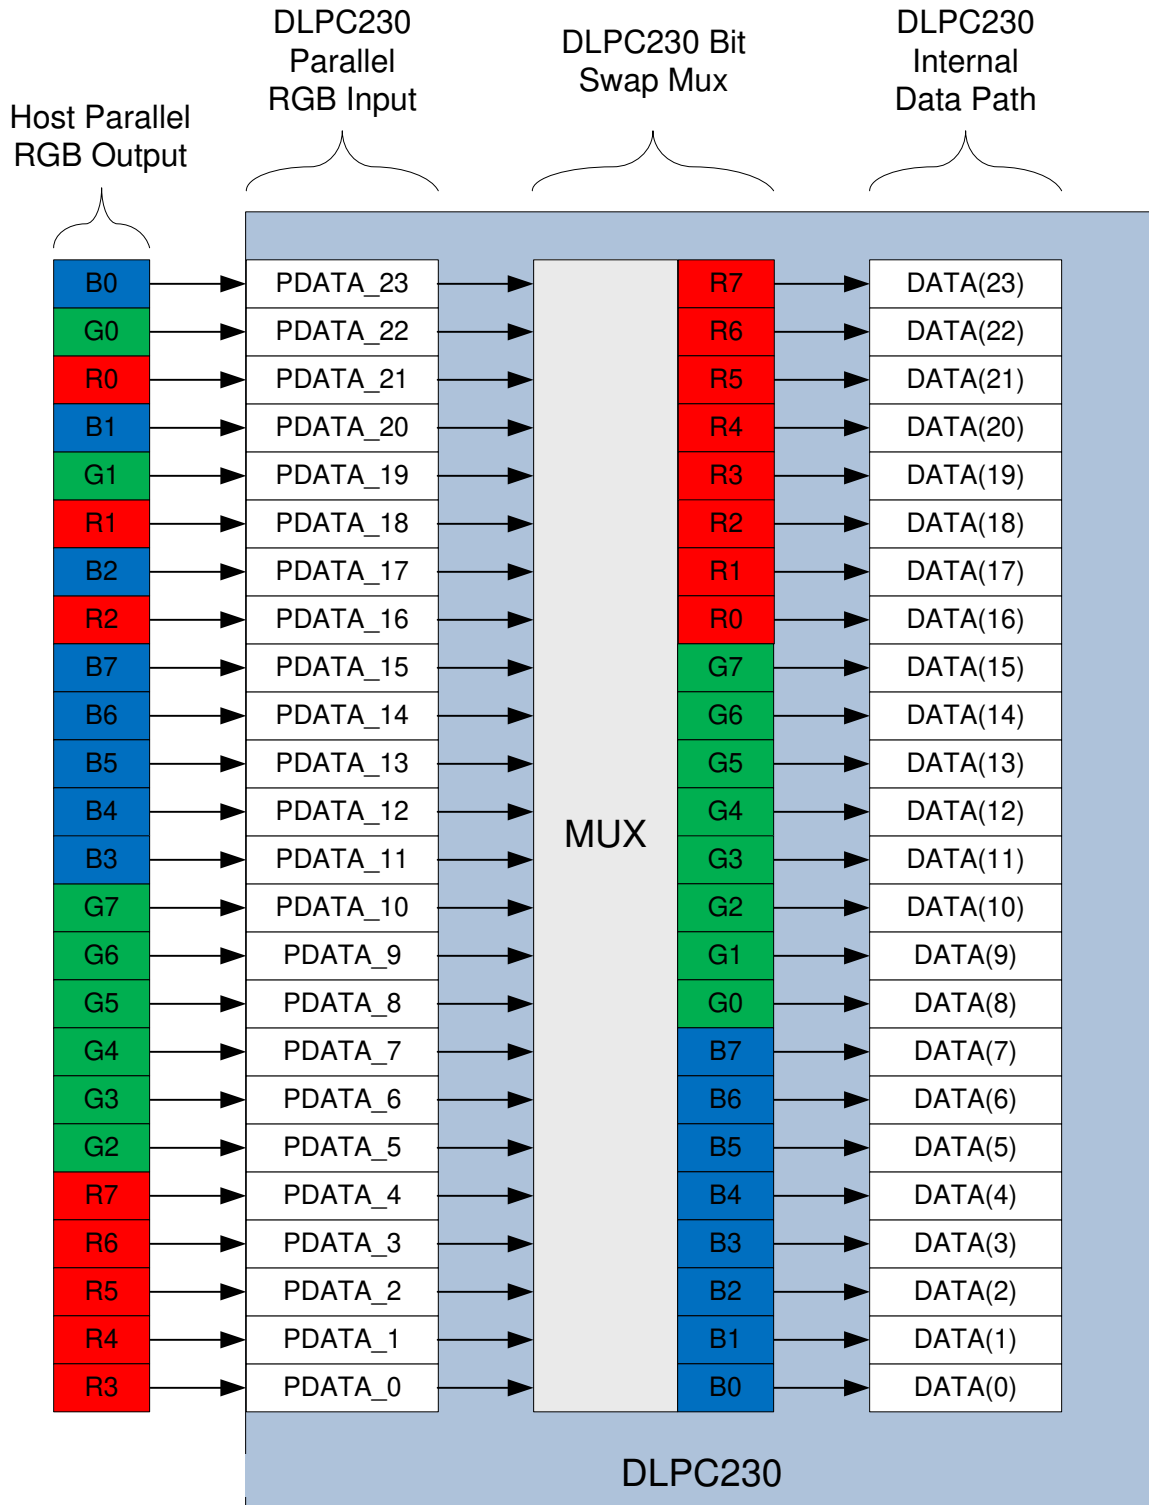 DLPC230
Parallel
RGB Input
DLPC230 Bit
Swap Mux
DLPC230
Internal
Data Path
Host Parallel
RGB Output
B0 PDATA_23 R7 DATA(23)
G0 PDATA_22 R6 DATA(22)
R0 PDATA_21 R5 DATA(21)
B1 PDATA_20 R4 DATA(20)
G1 PDATA_19 R3 DATA(19)
R1 PDATA_18 R2 DATA(18)
B2 PDATA_17 R1 DATA(17)
R2 PDATA_16 R0 DATA(16)
B7 PDATA_15 G7 DATA(15)
B6 PDATA_14 G6 DATA(14)
B5 PDATA_13 G5 DATA(13)
B4 PDATA_12 G4 DATA(12)
MUX
B3 PDATA_11 G3 DATA(11)
G7 PDATA_10 G2 DATA(10)
G6 PDATA_9 G1 DATA(9)
G5 PDATA_8 G0 DATA(8)
G4 PDATA_7 B7 DATA(7)
G3 PDATA_6 B6 DATA(6)
G2 PDATA_5 B5 DATA(5)
R7 PDATA_4 B4 DATA(4)
R6 PDATA_3 B3 DATA(3)
R5 PDATA_2 B2 DATA(2)
R4 PDATA_1 B1 DATA(1)
R3 PDATA_0 B0 DATA(0)
DLPC230